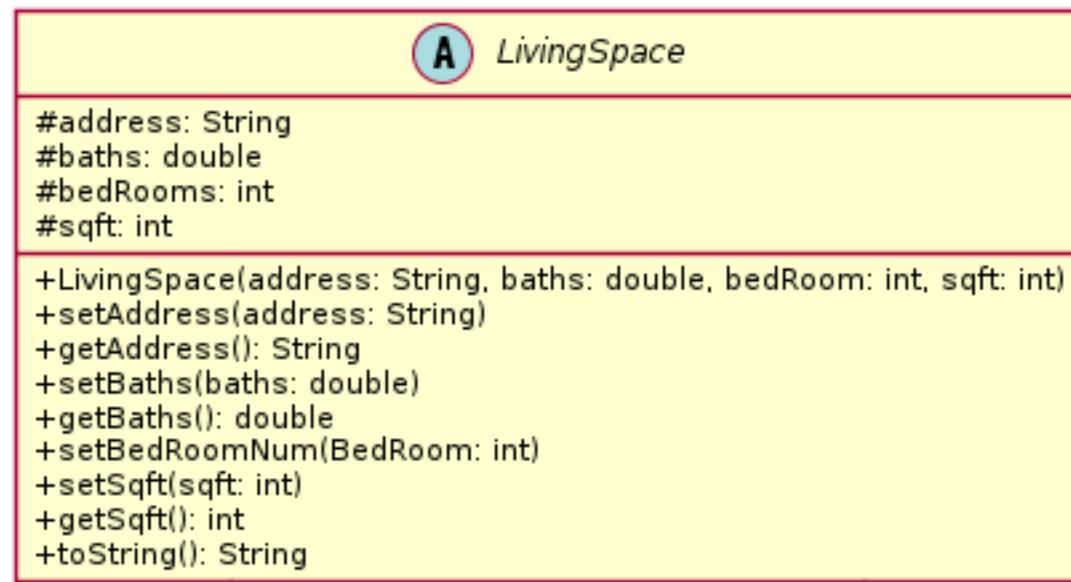 A LivingSpace
#address: String
#baths: double
#bedRooms: int
#sqft: int
+LivingSpace(address: String, baths: double, bedRoom: int, sqft: int)
+setAddress(address: String)
+getAddress(): String
+setBaths(baths: double)
+getBaths(): double
+setBedRoomNum(BedRoom: int)
+setSqft(sqft: int)
+getSqft(): int
+toString(): String